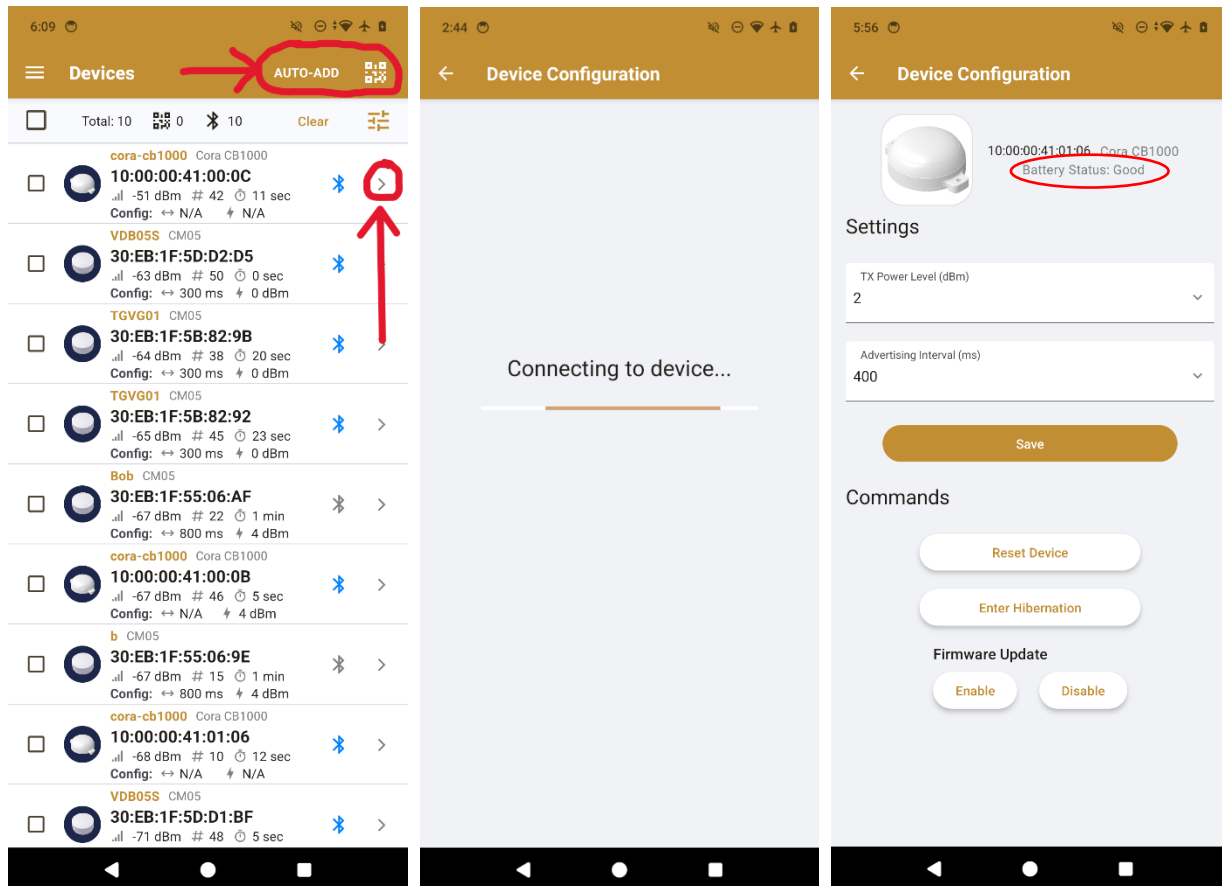 6:09
Devices
AUTO-ADD
Total: 10 0 10 Clear
cora-cb1000 Cora CB1000
10:00:00:41:00:0C
-51 dBm # 42 11 sec
Config: ↔ N/A N/A
VDB05S CM05
30:EB:1F:5D:D2:D5
-63 dBm # 50 0 sec
Config: ↔ 300 ms 0 dBm
TGVG01 CM05
30:EB:1F:5B:82:9B
-64 dBm # 38 20 sec
Config: ↔ 300 ms 0 dBm
TGVG01 CM05
30:EB:1F:5B:82:92
-65 dBm # 45 23 sec
Config: ↔ 300 ms 0 dBm
Bob CM05
30:EB:1F:55:06:AF
-67 dBm # 22 1 min
Config: ↔ 800 ms 4 dBm
cora-cb1000 Cora CB1000
10:00:00:41:00:0B
-67 dBm # 46 5 sec
Config: ↔ N/A 4 dBm
b CM05
30:EB:1F:55:06:9E
-67 dBm # 15 1 min
Config: ↔ 800 ms 4 dBm
cora-cb1000 Cora CB1000
10:00:00:41:01:06
-68 dBm # 10 12 sec
Config: ↔ N/A N/A
VDB05S CM05
30:EB:1F:5D:D1:BF
-71 dBm # 48 5 sec
2:44
Device Configuration
Connecting to device...
5:56
Device Configuration
10:00:00:41:01:06 Cora CB1000
Battery Status: Good
Settings
TX Power Level (dBm)
2
Advertising Interval (ms)
400
Save
Commands
Reset Device
Enter Hibernation
Firmware Update
Enable Disable